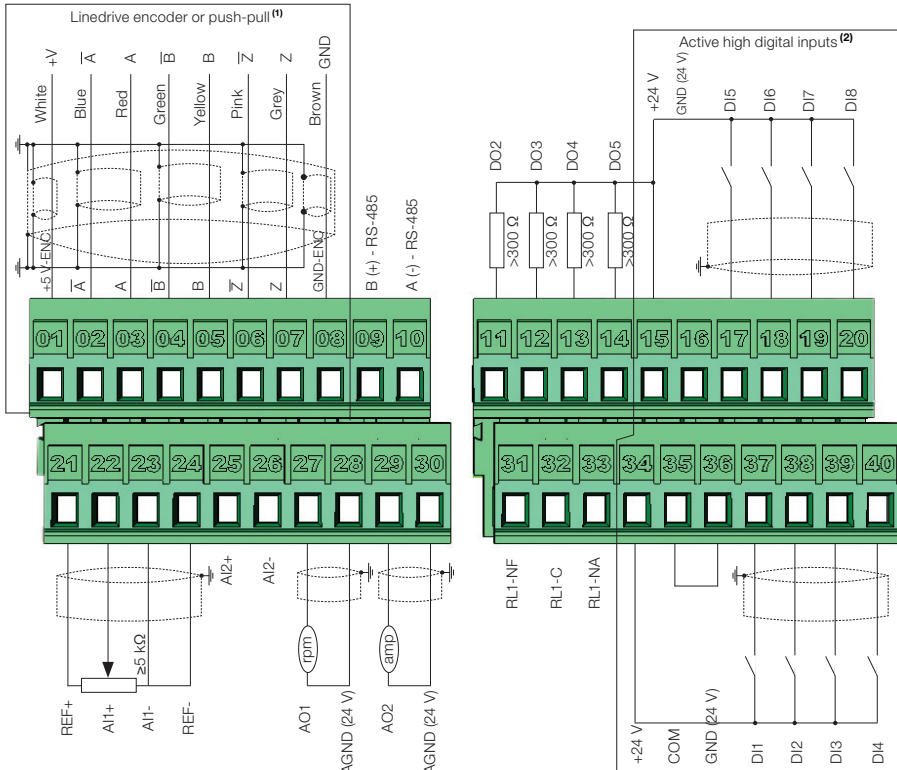 Linedrive encoder or push-pull (1)
White +V
Blue A̅
Red A
Green B̅
Yellow B
Pink Z̅
Grey Z
Brown GND
+5 V-ENC
A̅
A
B̅
B
Z̅
Z
GND-ENC
B (+) - RS-485
A (-) - RS-485
01 02 03 04 05 06 07 08 09 10
21 22 23 24 25 26 27 28 29 30
REF+
AI1+
AI1-
≥5 kΩ
REF-
AI2+
AI2-
rpm
AO1
AGND (24 V)
amp
AO2
AGND (24 V)
Active high digital inputs (2)
DO2
DO3
DO4
DO5
>300 Ω
>300 Ω
>300 Ω
>300 Ω
+24 V
GND (24 V)
DI5
DI6
DI7
DI8
11 12 13 14 15 16 17 18 19 20
31 32 33 34 35 36 37 38 39 40
RL1-NF
RL1-C
RL1-NA
+24 V
COM
GND (24 V)
DI1
DI2
DI3
DI4